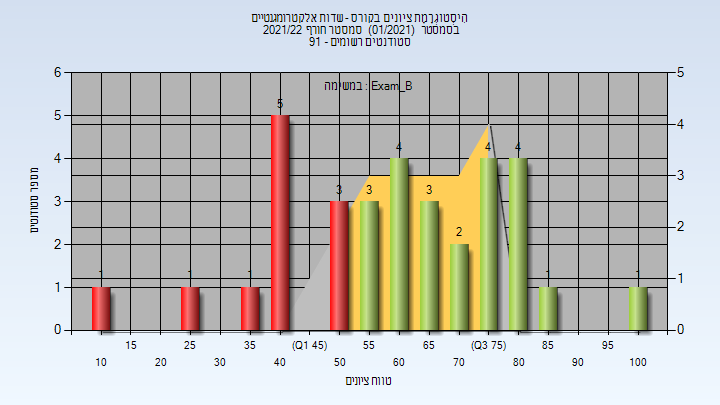 היסטוגרמת ציונים בקורס - שדות אלקטרומגנטיים
בסמסטר (01/2021) סמסטר חורף 2021/22
סטודנטים רשומים - 91
במשימה : Exam_B
6 5 4 3 2 1 0
מספר סטודנטים
5 4 3 2 1 0
1 1 1 5 3 3 4 3 2 4 4 1 1
15 25 35 (Q1 45) 55 65 (Q3 75) 85 95
10 20 30 40 50 60 70 80 90 100
טווח ציונים